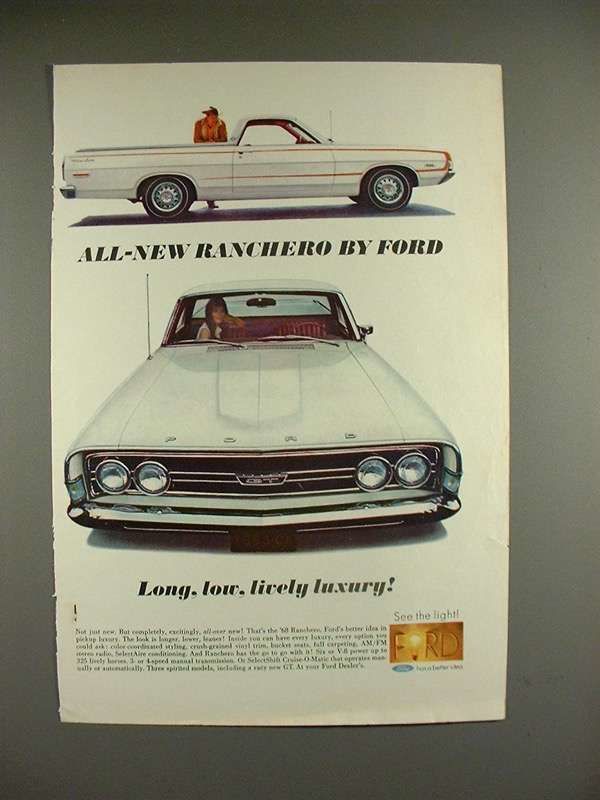 ALL-NEW RANCHERO BY FORD
FORD
GT
Long, low, lively luxury!
Not just new. But completely, excitingly, all-over new! That's the '68 Ranchero, Ford's better idea in
pickup luxury. The look is longer, lower, leaner! Inside you can have every luxury, every option you
could ask: color-coordinated styling, crush-grained vinyl trim, bucket seats, full carpeting, AM/FM
stereo radio, SelectAire conditioning. And Ranchero has the go to go with it! Six or V-8 power up to
325 lively horses. 3- or 4-speed manual transmission. Or SelectShift Cruise-O-Matic that operates man-
ually or automatically. Three spirited models, including a racy new GT. At your Ford Dealer's.
See the light!
FORD
Ford has a better idea